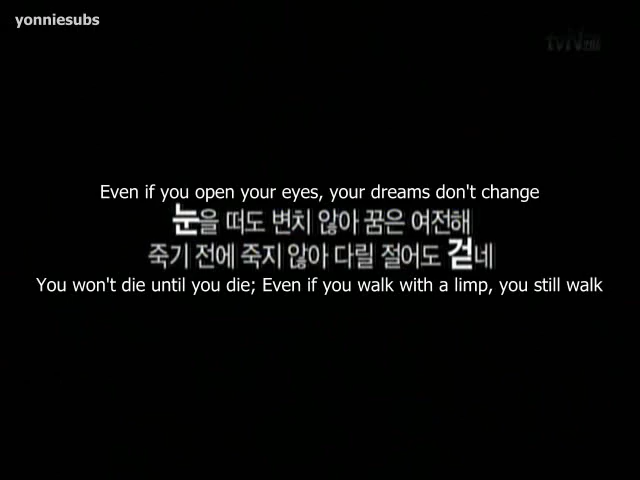 yonniesubs
tvN
Even if you open your eyes, your dreams don't change
눈을 떠도 변치 않아 꿈은 여전해
죽기 전에 죽지 않아 다릴 절어도 걷네
You won't die until you die; Even if you walk with a limp, you still walk